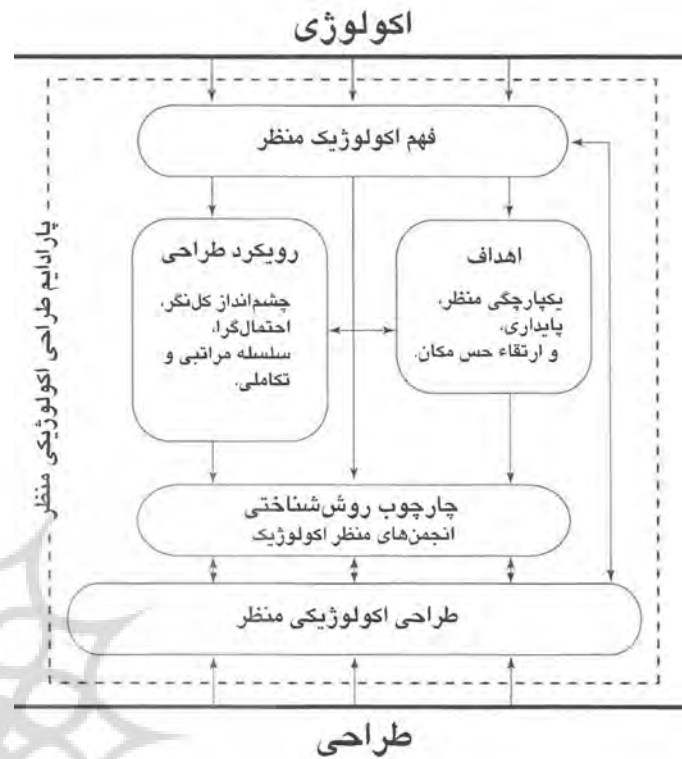 اکولوژی
فهم اکولوژیک منظر
اهداف
یکپارچگی منظر،
پایداری،
و ارتقاء حس مکان.
رویکرد طراحی
چشم‌انداز کل‌نگر،
احتمال‌گرا،
سلسله مراتبی و
تکاملی.
چارچوب روش‌شناختی
انجمن‌های منظر اکولوژیک
طراحی اکولوژیکی منظر
پارادایم طراحی اکولوژیکی منظر
طراحی